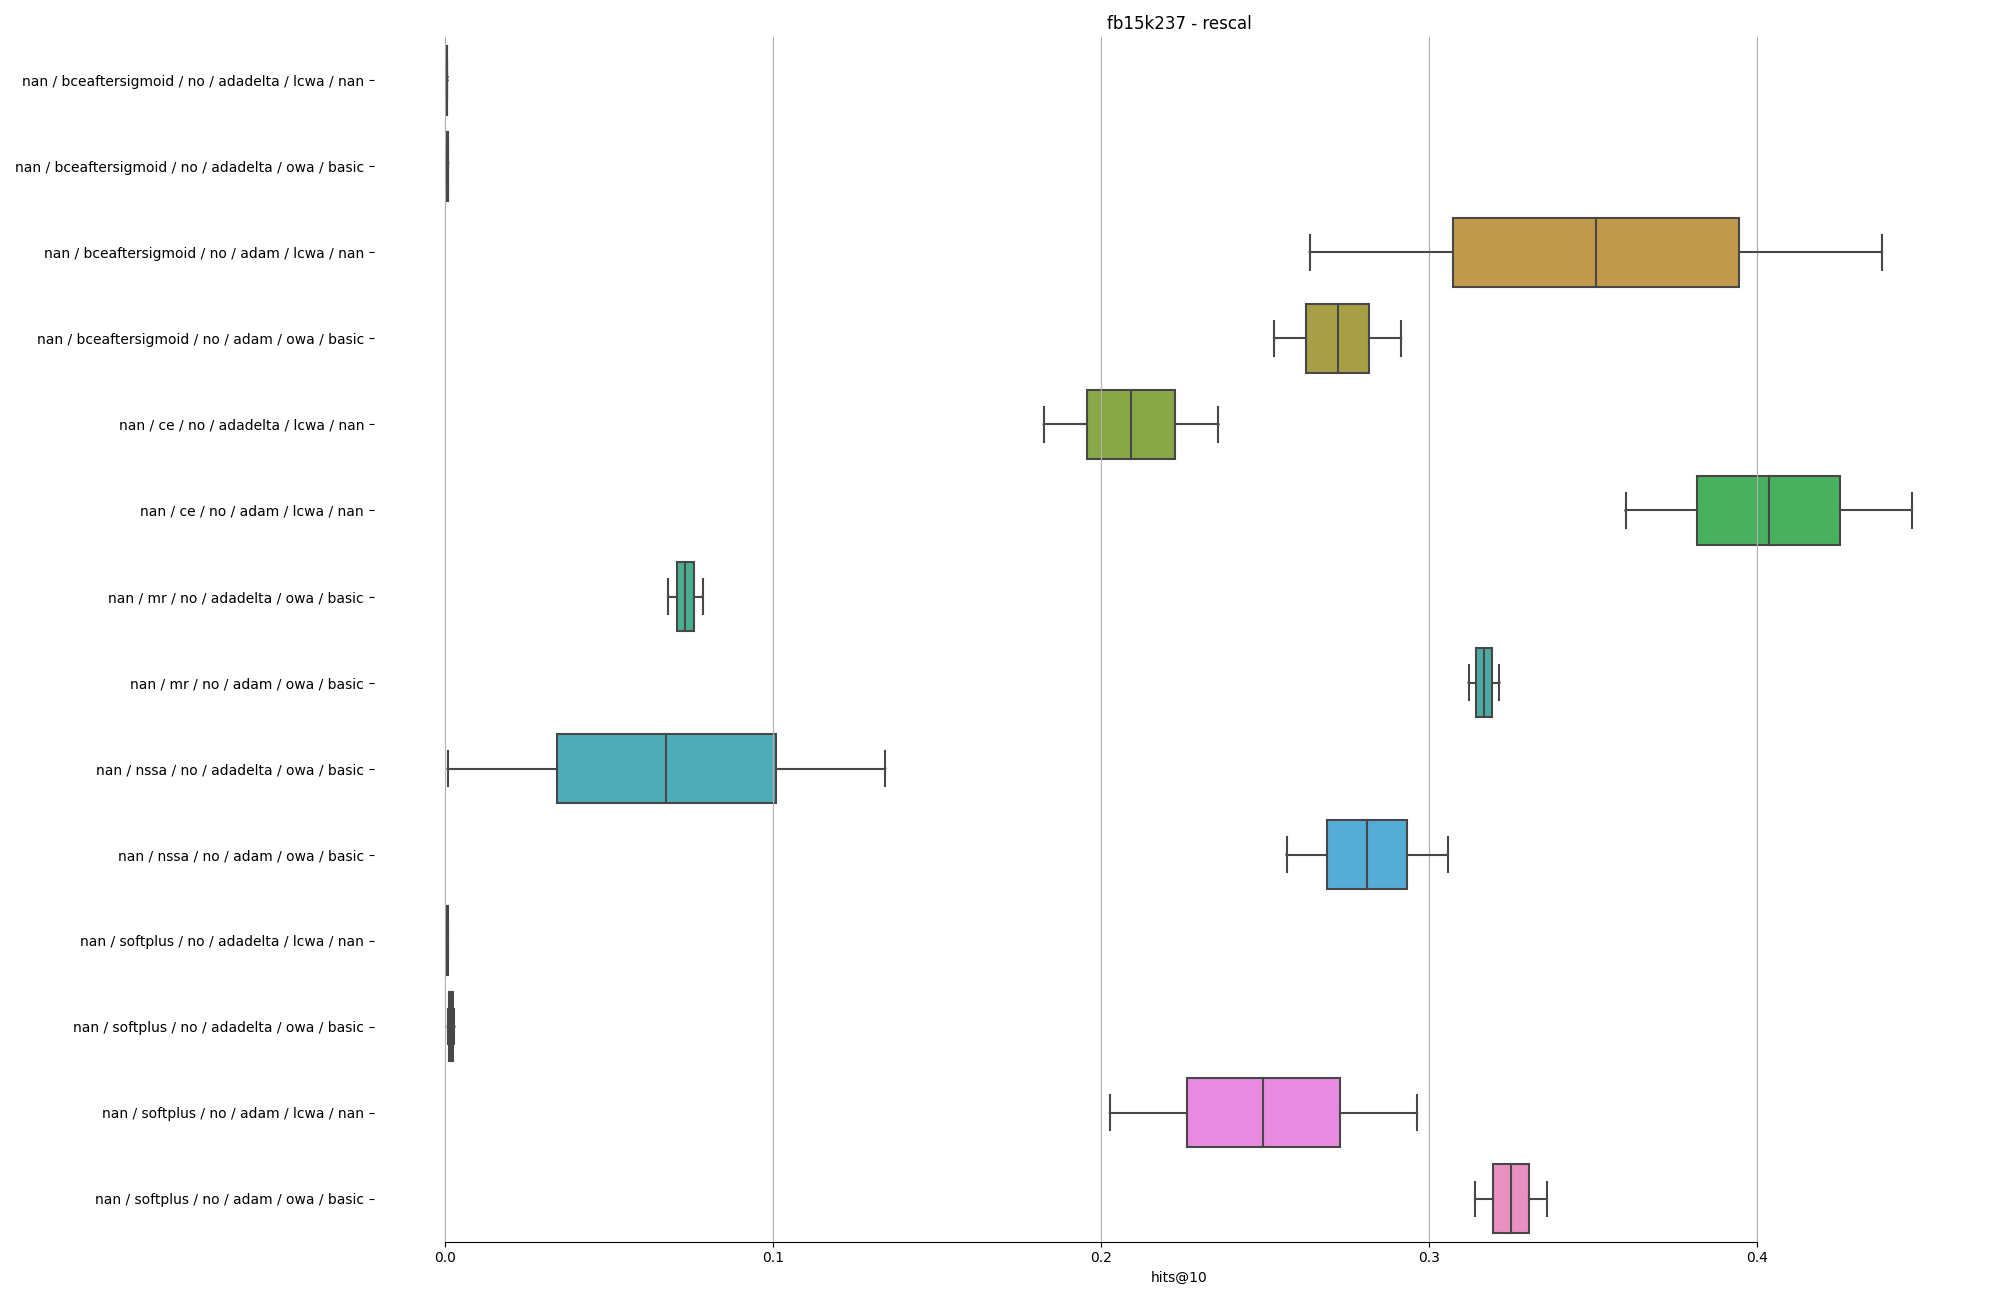 fb15k237 - rescal
nan / bceaftersigmoid / no / adadelta / lcwa / nan
nan / bceaftersigmoid / no / adadelta / owa / basic
nan / bceaftersigmoid / no / adam / lcwa / nan
nan / bceaftersigmoid / no / adam / owa / basic
nan / ce / no / adadelta / lcwa / nan
nan / ce / no / adam / lcwa / nan
nan / mr / no / adadelta / owa / basic
nan / mr / no / adam / owa / basic
nan / nssa / no / adadelta / owa / basic
nan / nssa / no / adam / owa / basic
nan / softplus / no / adadelta / lcwa / nan
nan / softplus / no / adadelta / owa / basic
nan / softplus / no / adam / lcwa / nan
nan / softplus / no / adam / owa / basic
0.0 0.1 0.2 0.3 0.4
hits@10